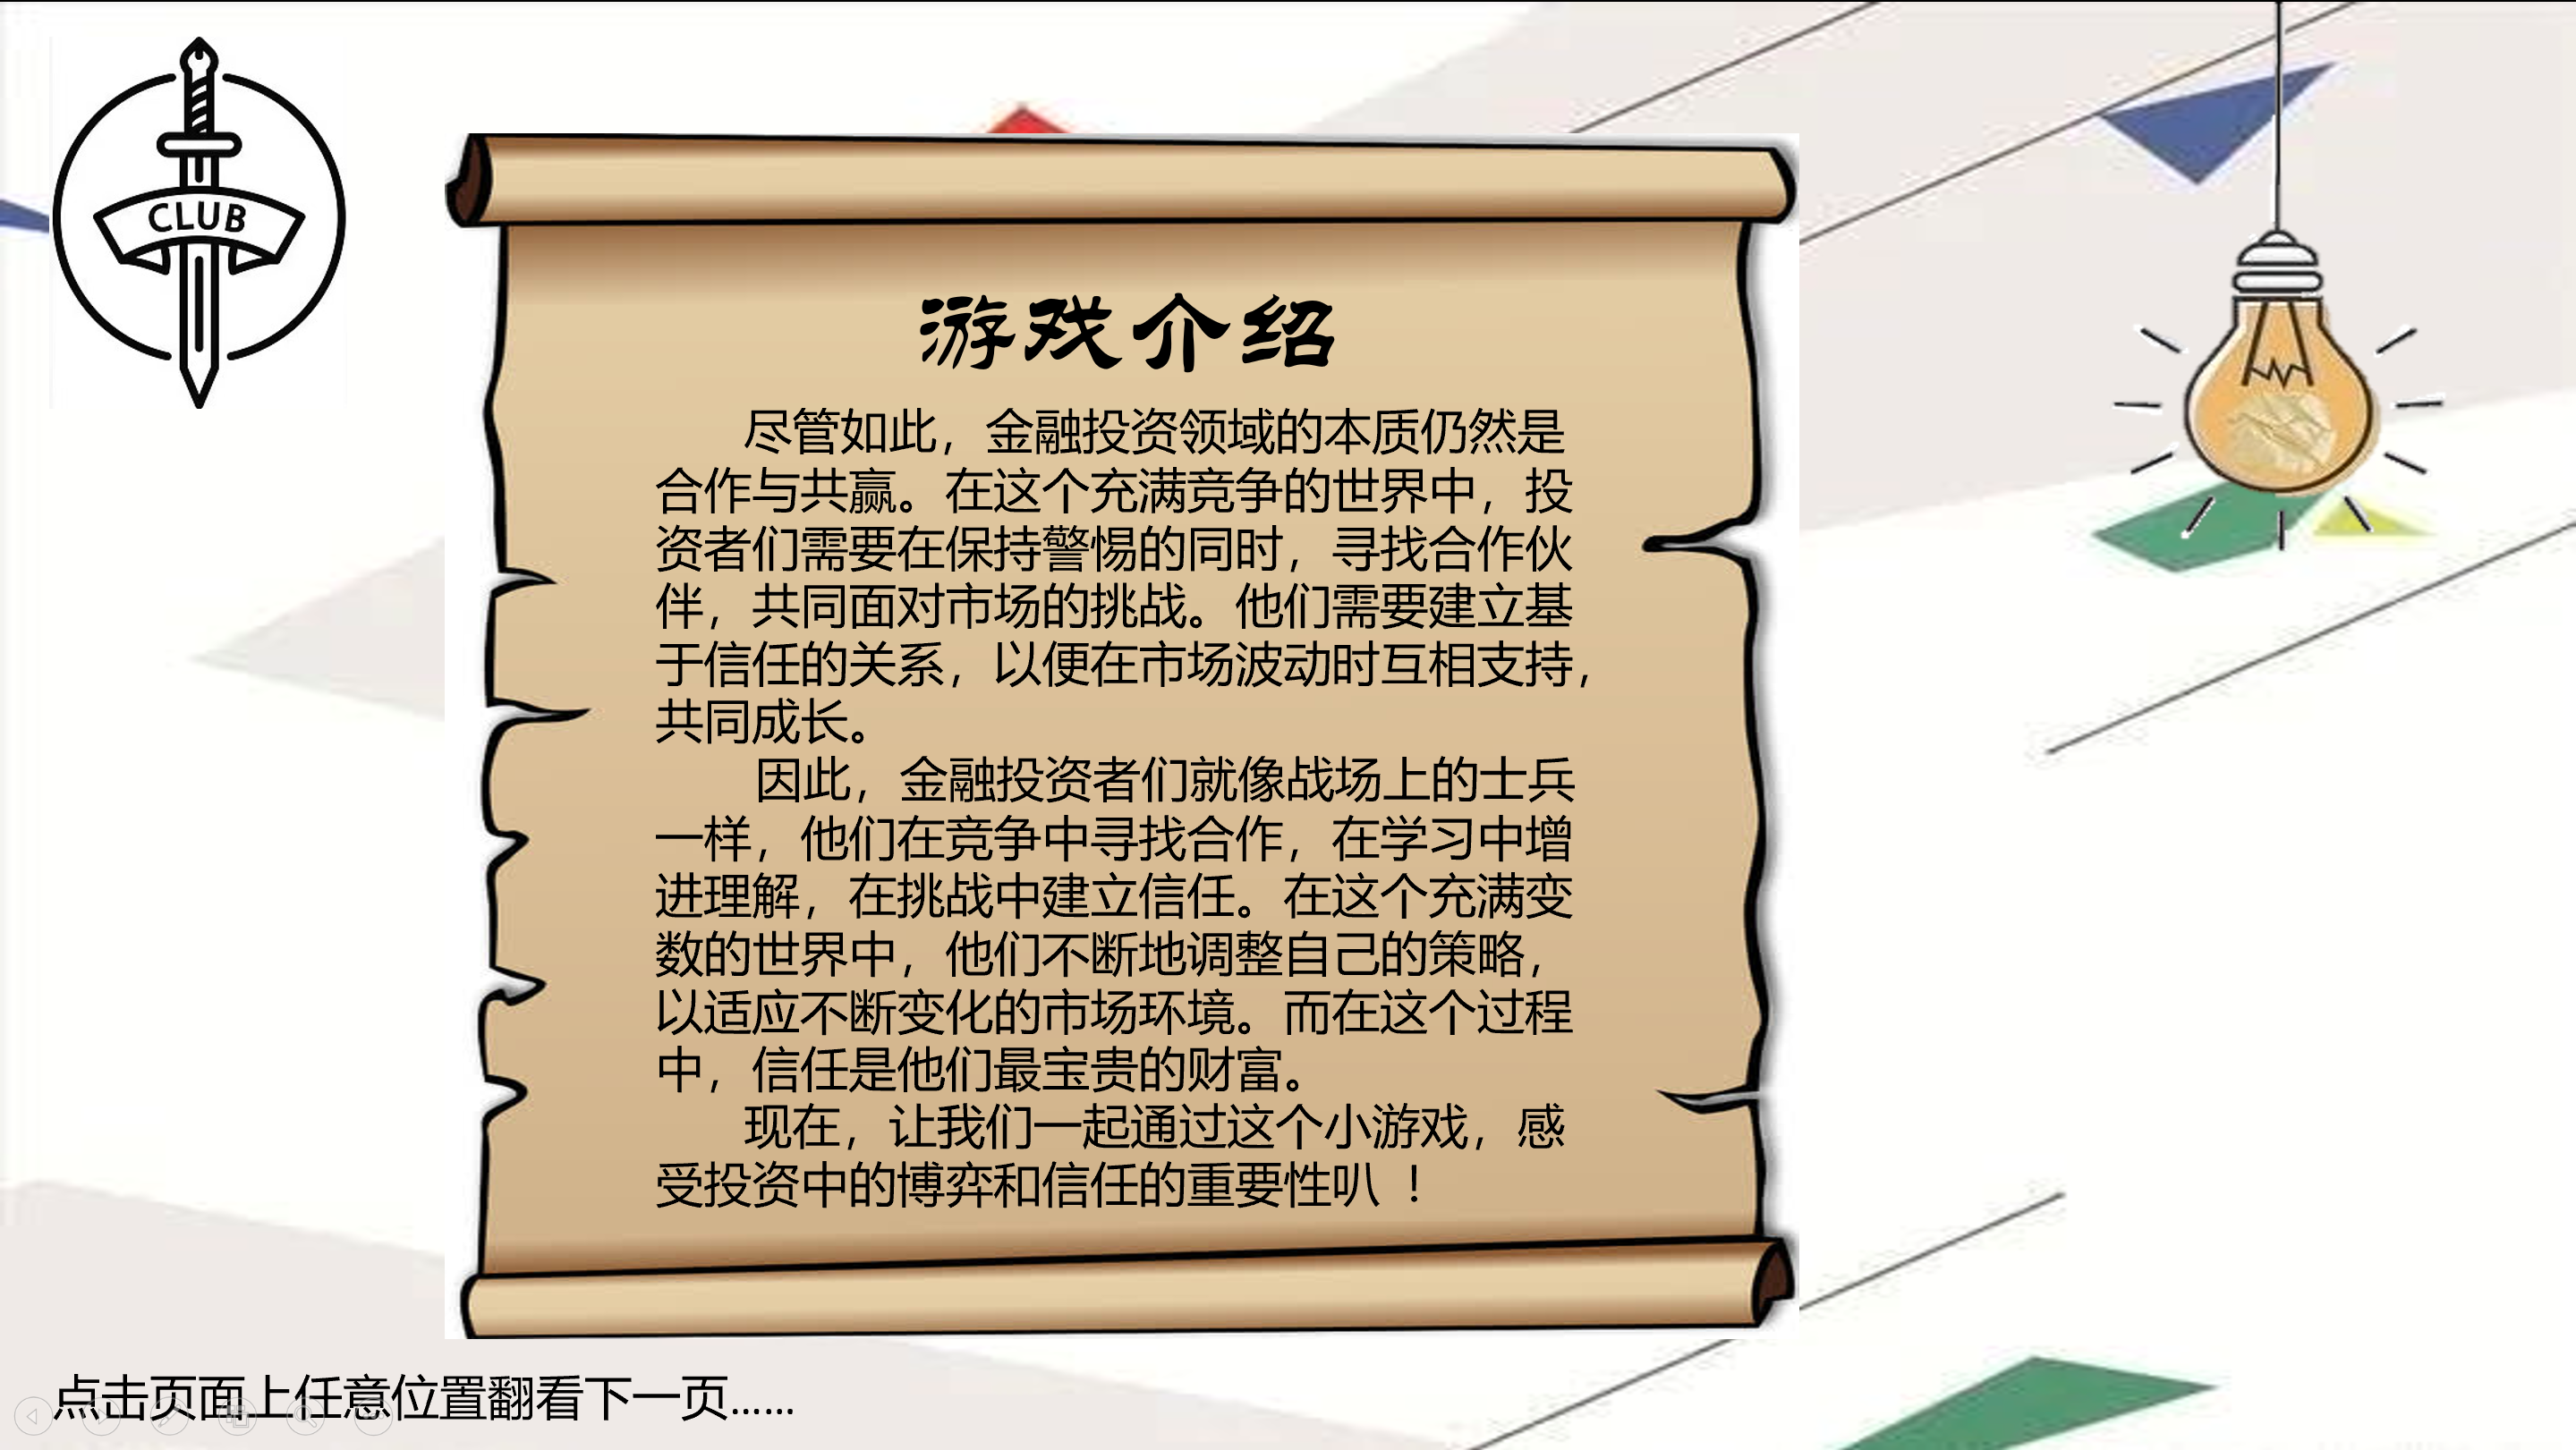 CLUB
游戏介绍
尽管如此，金融投资领域的本质仍然是
合作与共赢。在这个充满竞争的世界中，投
资者们需要在保持警惕的同时，寻找合作伙
伴，共同面对市场的挑战。他们需要建立基
于信任的关系，以便在市场波动时互相支持，
共同成长。
因此，金融投资者们就像战场上的士兵
一样，他们在竞争中寻找合作，在学习中增
进理解，在挑战中建立信任。在这个充满变
数的世界中，他们不断地调整自己的策略，
以适应不断变化的市场环境。而在这个过程
中，信任是他们最宝贵的财富。
现在，让我们一起通过这个小游戏，感
受投资中的博弈和信任的重要性叭 ！
点击页面上任意位置翻看下一页……